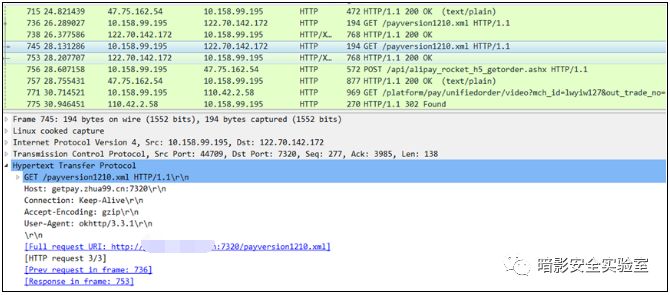 715 24.821439 47.75.162.54 10.158.99.195 HTTP 472 HTTP/1.1 200 OK (text/plain)
736 26.289027 10.158.99.195 122.70.142.172 HTTP 194 GET /payversion1210.xml HTTP/1.1
738 26.377586 122.70.142.172 10.158.99.195 HTTP/X… 768 HTTP/1.1 200 OK
745 28.131286 10.158.99.195 122.70.142.172 HTTP 194 GET /payversion1210.xml HTTP/1.1
753 28.207707 122.70.142.172 10.158.99.195 HTTP/X… 768 HTTP/1.1 200 OK
756 28.607158 10.158.99.195 47.75.162.54 HTTP 572 POST /api/alipay_rocket_h5_getorder.ashx HTTP/1.1
757 28.755431 47.75.162.54 10.158.99.195 HTTP 877 HTTP/1.1 200 OK (text/plain)
771 30.714521 10.158.99.195 110.42.2.58 HTTP 969 GET /platform/pay/unifiedorder/video?mch_id=lwyiw127&out_trade_no=
775 30.946451 110.42.2.58 10.158.99.195 HTTP 270 HTTP/1.1 302 Found
Frame 745: 194 bytes on wire (1552 bits), 194 bytes captured (1552 bits)
Linux cooked capture
Internet Protocol Version 4, Src: 10.158.99.195, Dst: 122.70.142.172
Transmission Control Protocol, Src Port: 44709, Dst Port: 7320, Seq: 277, Ack: 3985, Len: 138
Hypertext Transfer Protocol
GET /payversion1210.xml HTTP/1.1\r\n
Host: getpay.zhua99.cn:7320\r\n
Connection: Keep-Alive\r\n
Accept-Encoding: gzip\r\n
User-Agent: okhttp/3.3.1\r\n
\r\n
[Full request URI: http:/ n:7320/payversion1210.xml]
[HTTP request 3/3]
[Prev request in frame: 736]
[Response in frame: 753]
暗影安全实验室